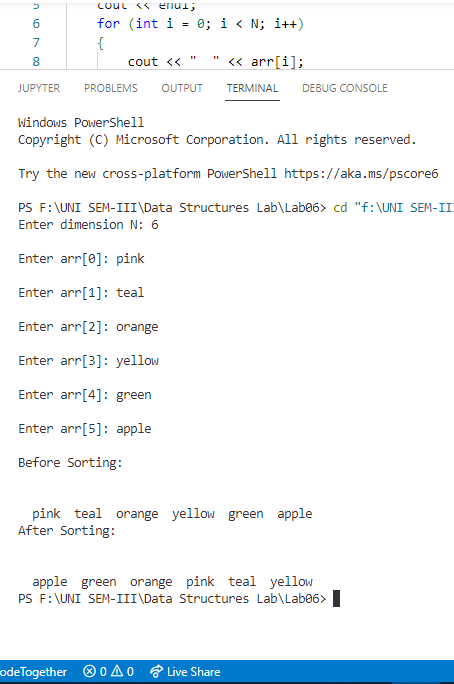 5 cout << endl;
6 for (int i = 0; i < N; i++)
7 {
8 cout << "  " << arr[i];
JUPYTER PROBLEMS OUTPUT TERMINAL DEBUG CONSOLE
Windows PowerShell
Copyright (C) Microsoft Corporation. All rights reserved.
Try the new cross-platform PowerShell https://aka.ms/pscore6
PS F:\UNI SEM-III\Data Structures Lab\Lab06> cd "f:\UNI SEM-II
Enter dimension N: 6
Enter arr[0]: pink
Enter arr[1]: teal
Enter arr[2]: orange
Enter arr[3]: yellow
Enter arr[4]: green
Enter arr[5]: apple
Before Sorting:
pink  teal  orange  yellow  green  apple
After Sorting:
apple  green  orange  pink  teal  yellow
PS F:\UNI SEM-III\Data Structures Lab\Lab06>
odeTogether 0 0 Live Share